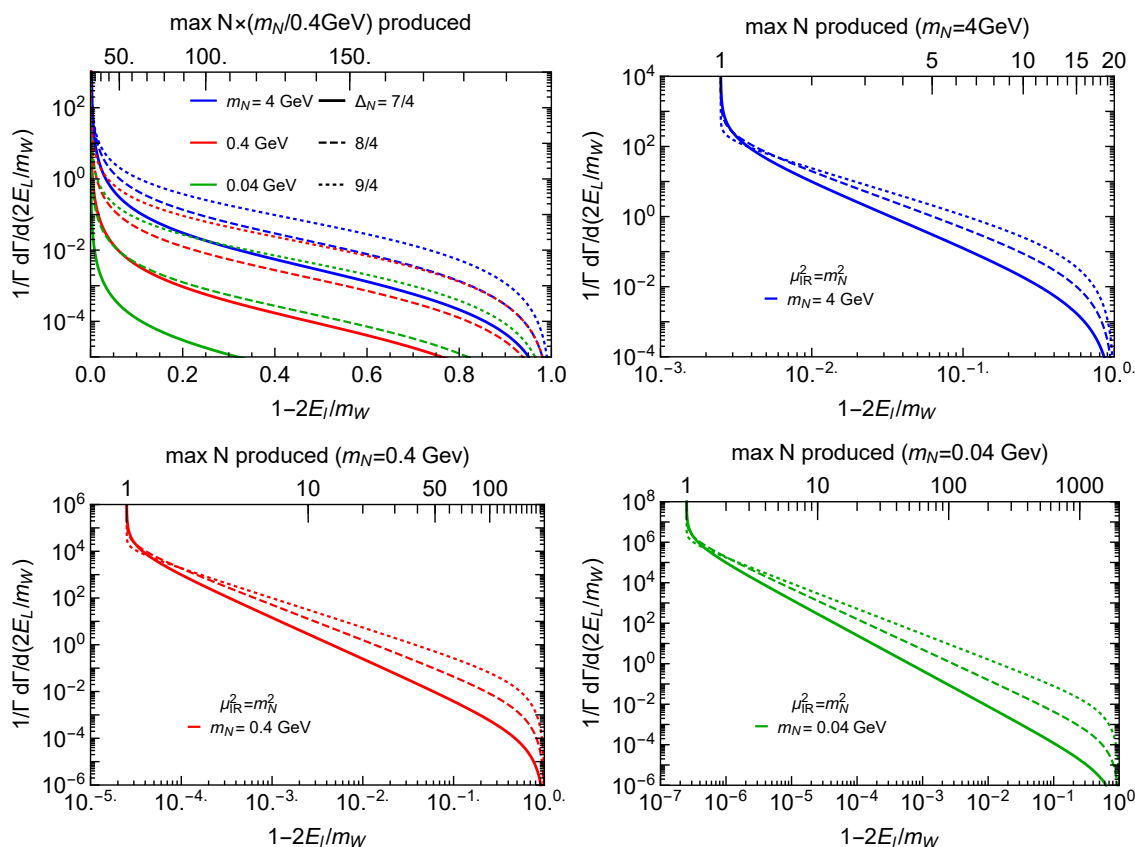 max N×(m_N/0.4GeV) produced
50. 100. 150.
1/Γ dΓ/d(2E_L/m_W)
10^2
10^0
10^-2
10^-4
m_N= 4 GeV Δ_N= 7/4
0.4 GeV 8/4
0.04 GeV 9/4
0.0 0.2 0.4 0.6 0.8 1.0
1−2E_l/m_W
max N produced (m_N=4GeV)
1 5 10 15 20
1/Γ dΓ/d(2E_L/m_W)
10^4
10^2
10^0
10^-2
10^-4
μ_IR^2=m_N^2
m_N= 4 GeV
10.^-3. 10.^-2. 10.^-1. 10.^0.
1−2E_l/m_W
max N produced (m_N=0.4 Gev)
1 10 50 100
1/Γ dΓ/d(2E_L/m_W)
10^6
10^4
10^2
10^0
10^-2
10^-4
10^-6
μ_IR^2=m_N^2
m_N= 0.4 GeV
10.^-5. 10.^-4. 10.^-3. 10.^-2. 10.^-1. 10.^0.
1−2E_l/m_W
max N produced (m_N=0.04 GeV)
1 10 100 1000
1/Γ dΓ/d(2E_L/m_W)
10^8
10^6
10^4
10^2
10^0
10^-2
10^-4
10^-6
μ_IR^2=m_N^2
m_N= 0.04 GeV
10^-7 10^-6 10^-5 10^-4 10^-3 10^-2 10^-1 10^0
1−2E_l/m_W